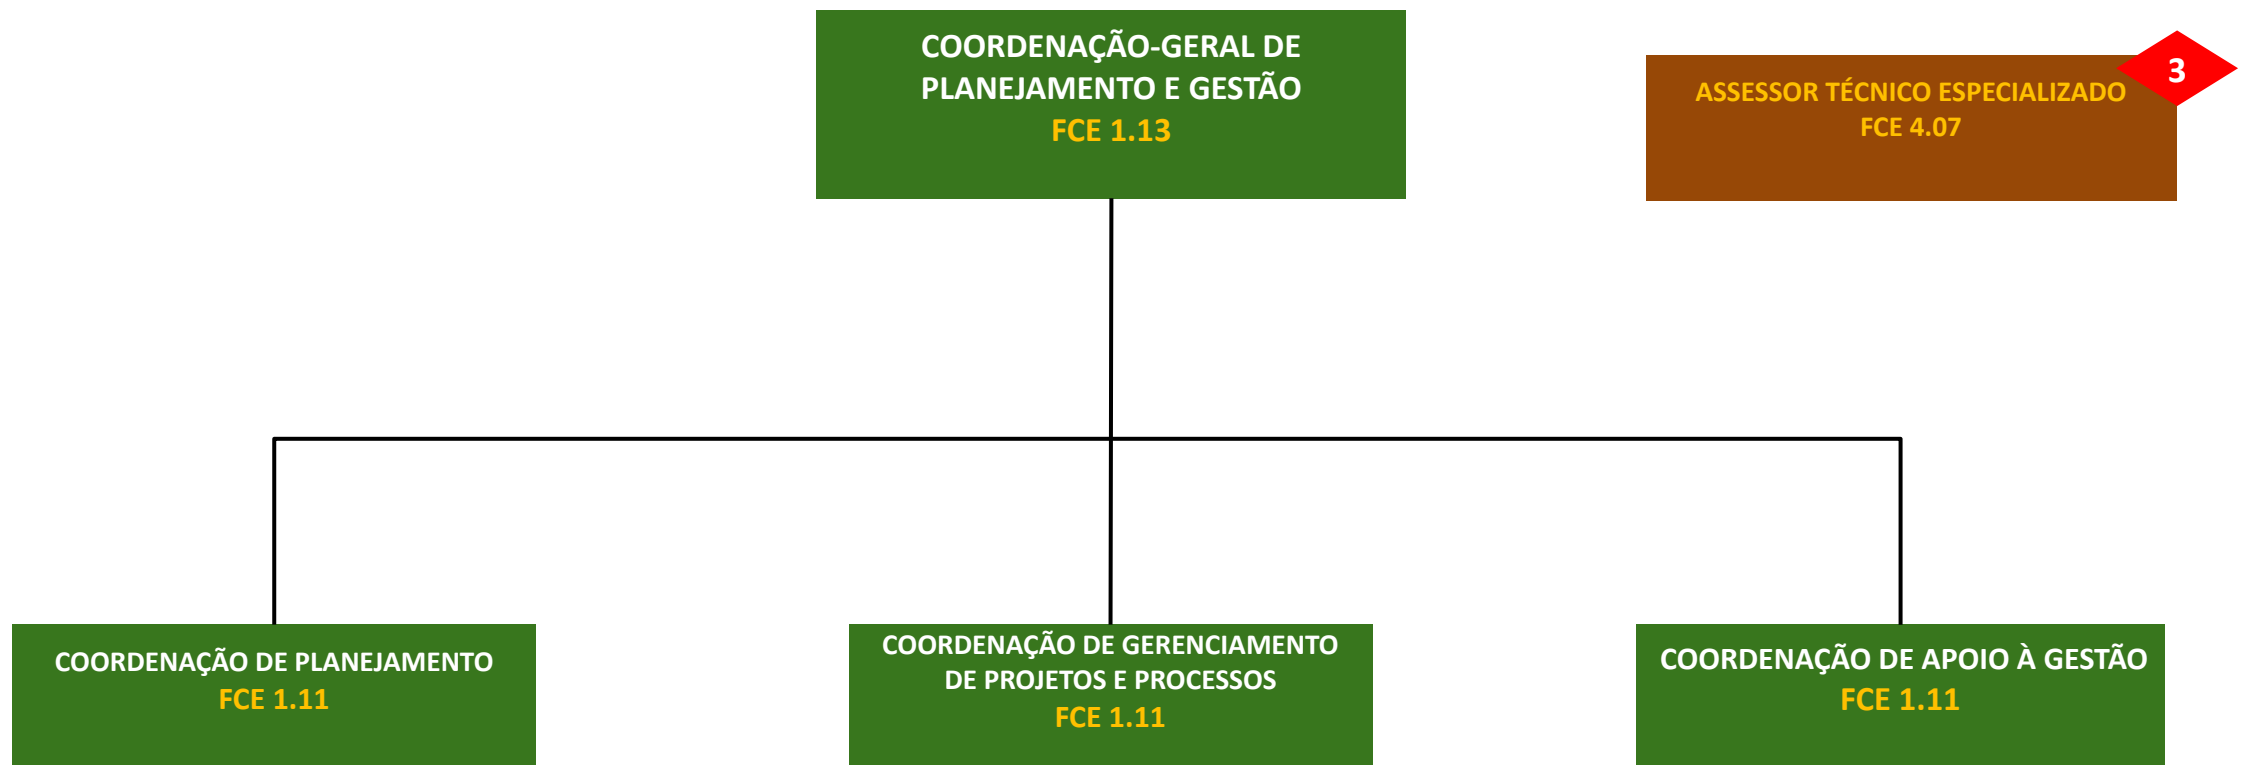 COORDENAÇÃO-GERAL DE
PLANEJAMENTO E GESTÃO
FCE 1.13
3
ASSESSOR TÉCNICO ESPECIALIZADO
FCE 4.07
COORDENAÇÃO DE PLANEJAMENTO
FCE 1.11
COORDENAÇÃO DE GERENCIAMENTO
DE PROJETOS E PROCESSOS
FCE 1.11
COORDENAÇÃO DE APOIO À GESTÃO
FCE 1.11